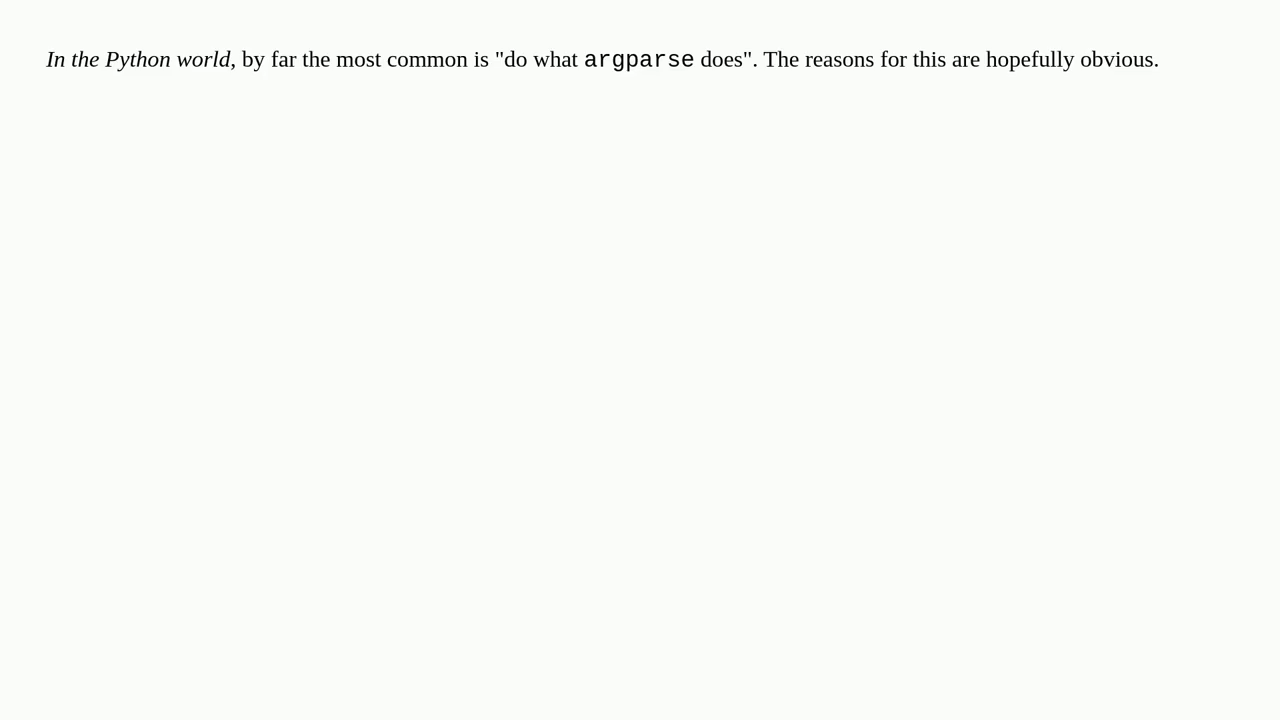 In the Python world, by far the most common is "do what argparse does". The reasons for this are hopefully obvious.